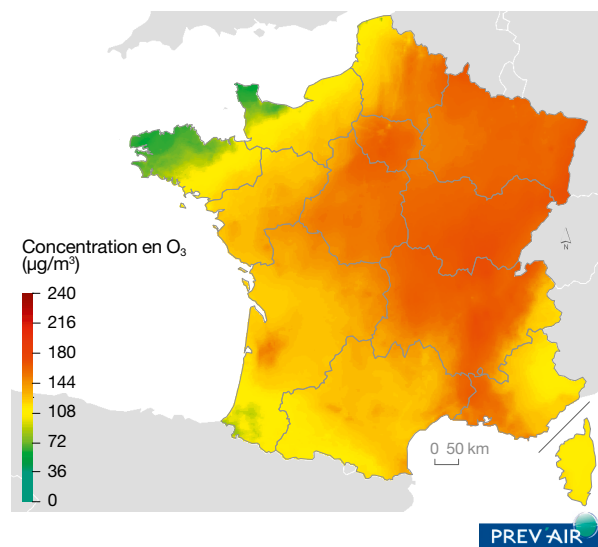 Concentration en O₃
(µg/m³)
240
216
180
144
108
72
36
0
N
0 50 km
PREV'AIR